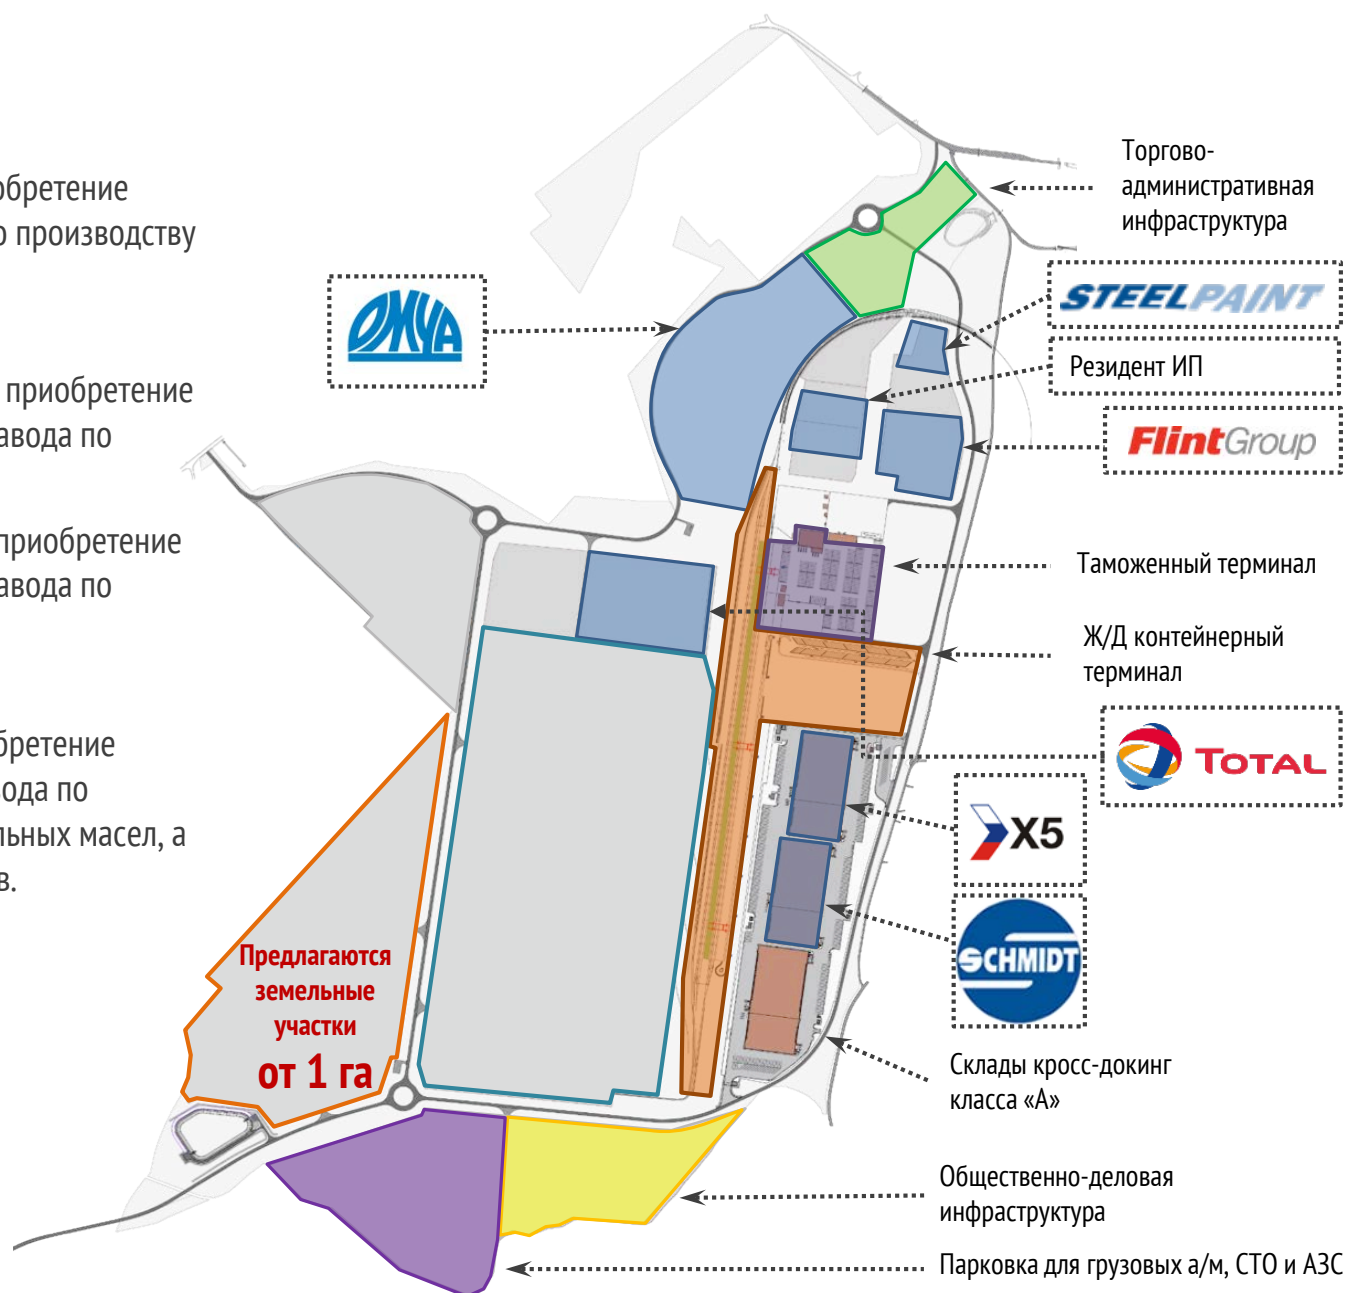 обретение
о производству
приобретение
авода по
приобретение
авода по
бретение
вода по
льных масел, а
в.
OMYA
Торгово-
административная
инфраструктура
STEELPAINT
Резидент ИП
FlintGroup
Таможенный терминал
Ж/Д контейнерный
терминал
TOTAL
X5
SCHMIDT
Предлагаются
земельные
участки
от 1 га
Склады кросс-докинг
класса «А»
Общественно-деловая
инфраструктура
Парковка для грузовых а/м, СТО и АЗС